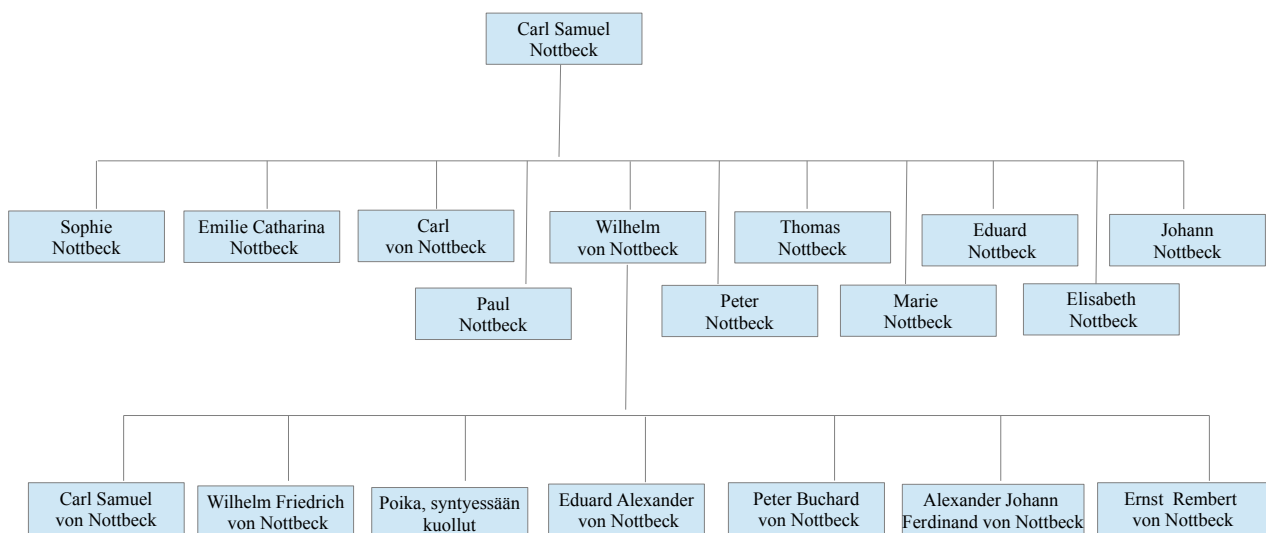 Carl Samuel
Nottbeck
Sophie
Nottbeck
Emilie Catharina
Nottbeck
Carl
von Nottbeck
Wilhelm
von Nottbeck
Thomas
Nottbeck
Eduard
Nottbeck
Johann
Nottbeck
Paul
Nottbeck
Peter
Nottbeck
Marie
Nottbeck
Elisabeth
Nottbeck
Carl Samuel
von Nottbeck
Wilhelm Friedrich
von Nottbeck
Poika, syntyessään
kuollut
Eduard Alexander
von Nottbeck
Peter Buchard
von Nottbeck
Alexander Johann
Ferdinand von Nottbeck
Ernst Rembert
von Nottbeck